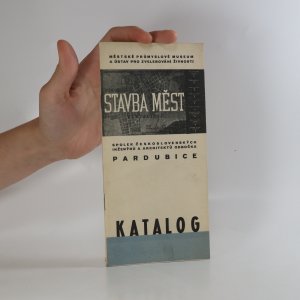 MĚSTSKÉ PRŮMYSLOVÉ MUSEUM
A ÚSTAV PRO ZVELEBOVÁNÍ ŽIVNOSTÍ
STAVBA MĚST
SPOLEK ČESKOSLOVENSKÝCH
INŽENÝRŮ A ARCHITEKTŮ ODBOČKA
PARDUBICE
KATALOG